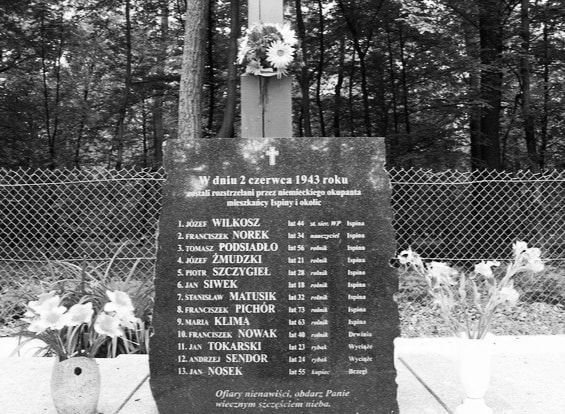 W dniu 2 czerwca 1943 roku
zostali rozstrzelani przez niemieckiego okupanta
mieszkańcy Ispiny i okolic
1. JÓZEF WILKOSZ lat 44 st. sierż. WP Ispina
2. FRANCISZEK NOREK lat 34 nauczyciel Ispina
3. TOMASZ PODSIADŁO lat 56 rolnik Ispina
4. JÓZEF ŻMUDZKI lat 21 rolnik Ispina
5. PIOTR SZCZYGIEŁ lat 28 rolnik Ispina
6. JAN SIWEK lat 18 rolnik Ispina
7. STANISŁAW MATUSIK lat 32 rolnik Ispina
8. FRANCISZEK PICHÓR lat 73 rolnik Ispina
9. MARIA KLIMA lat 63 rolnik Ispina
10. FRANCISZEK NOWAK lat 40 rolnik Drwinia
11. JAN TOKARSKI lat 23 rybak Wyciąże
12. ANDRZEJ SENDOR lat 24 rybak Wyciąże
13. JAN NOSEK lat 55 kupiec Brzegi
Ofiary nienawiści, obdarz Panie
wiecznym szczęściem nieba.